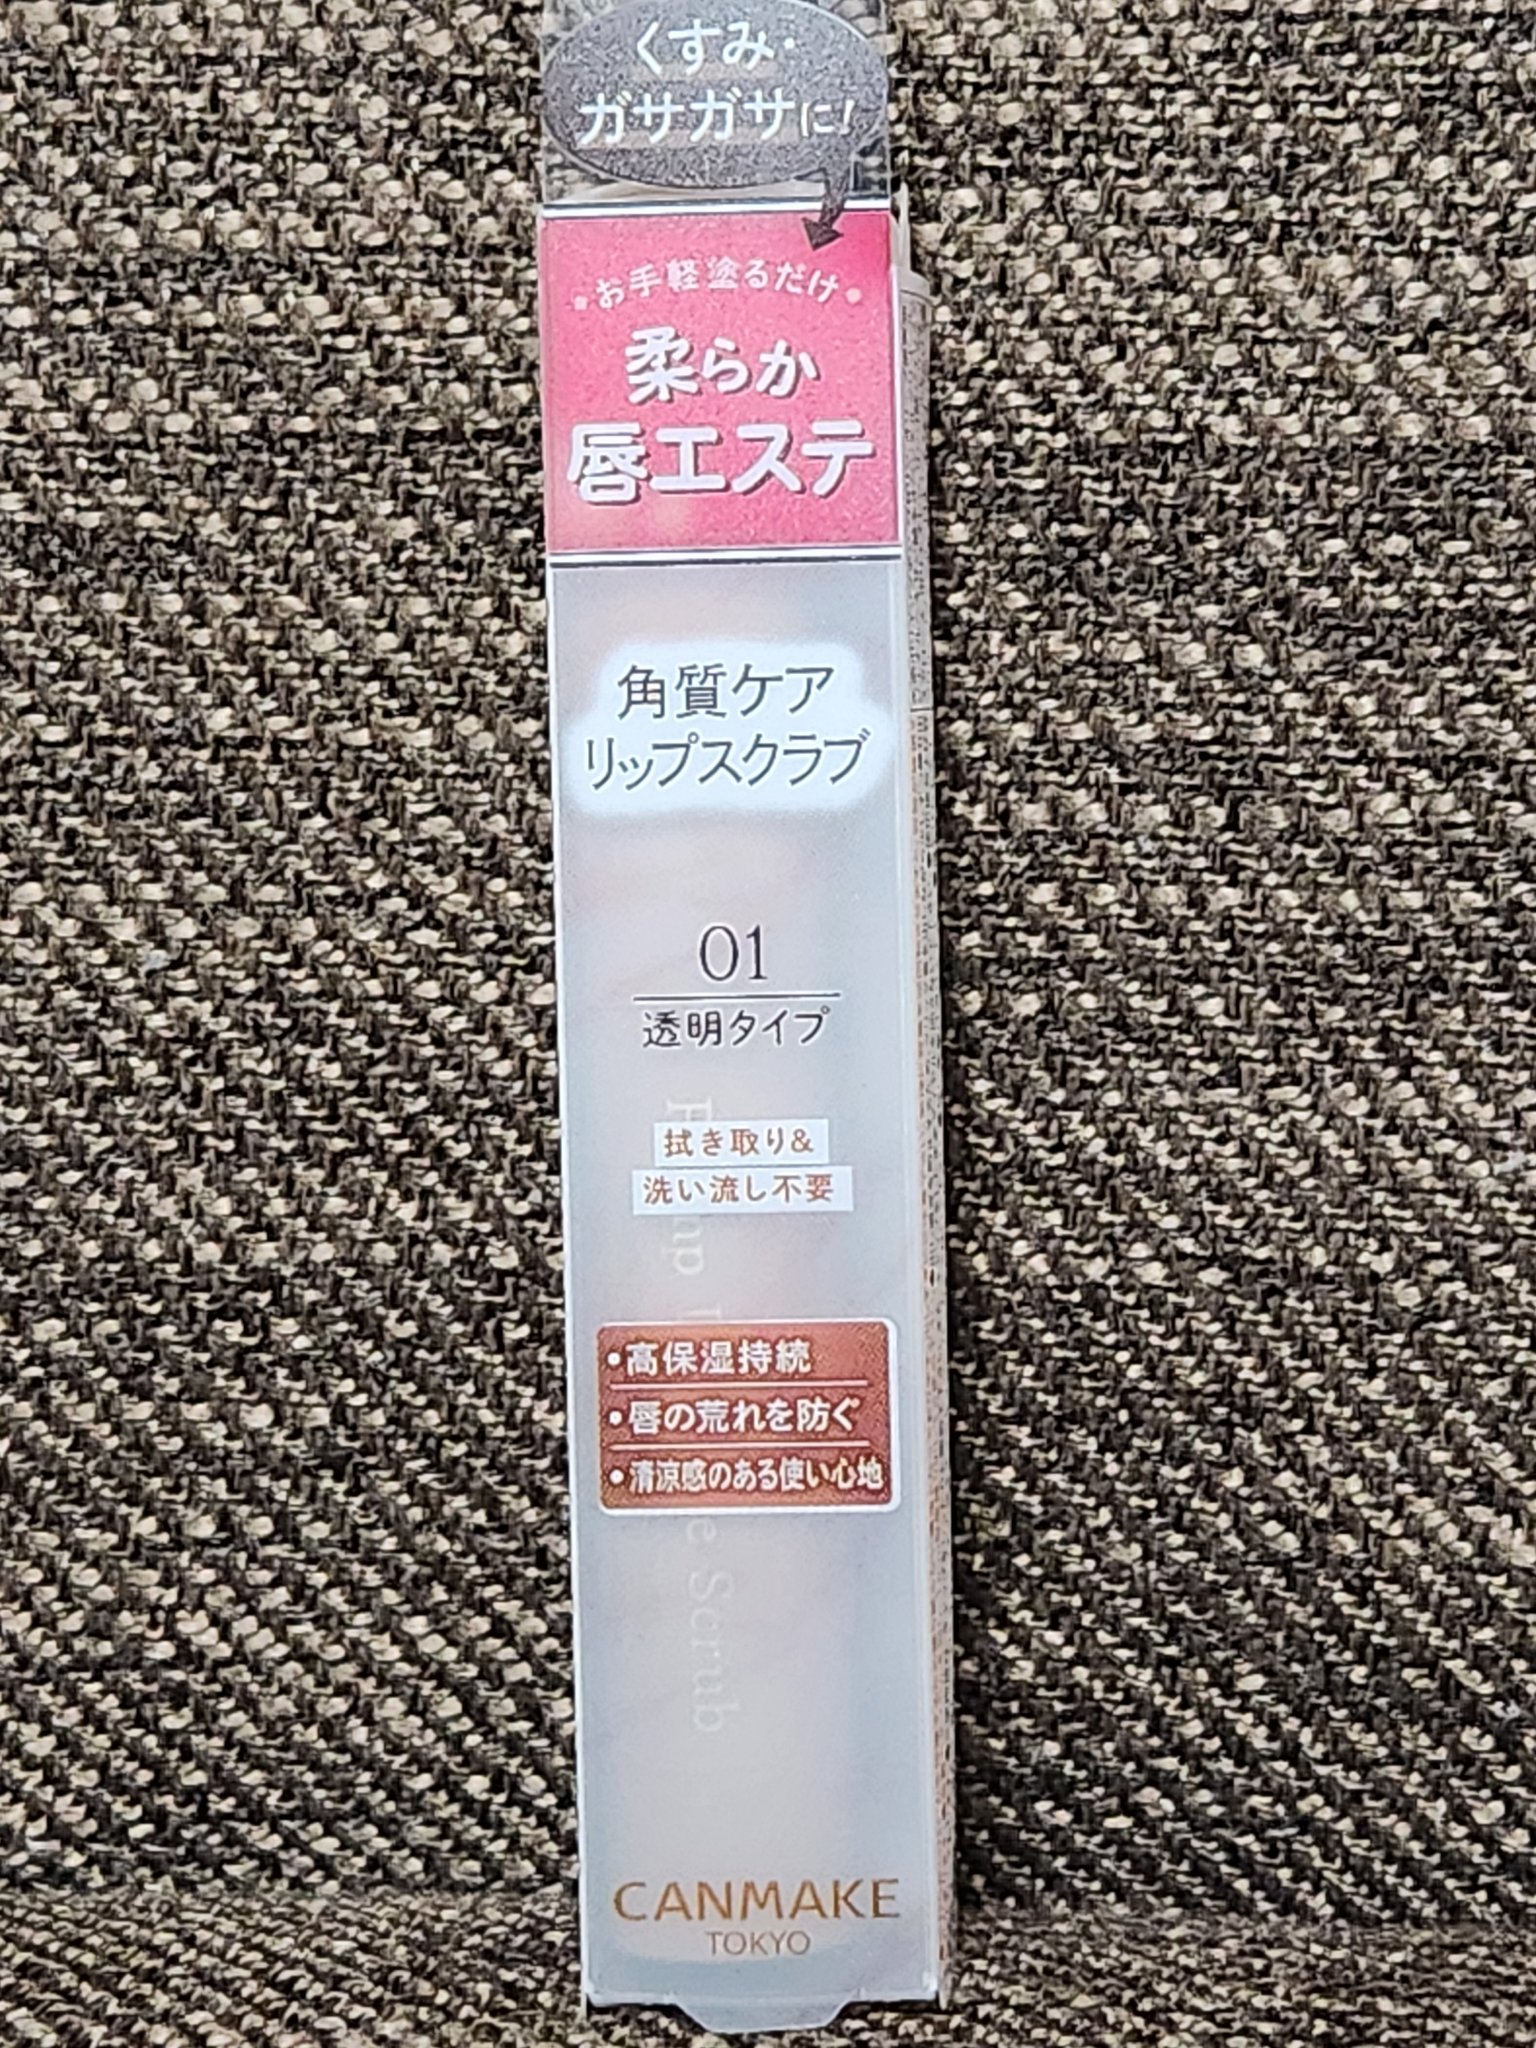 くすみ・
ガサガサに!
お手軽塗るだけ
柔らか
唇エステ
角質ケア
リップスクラブ
01
透明タイプ
拭き取り&
洗い流し不要
•高保湿持続
•唇の荒れを防ぐ
•清涼感のある使い心地
Scrub
CANMAKE
TOKYO